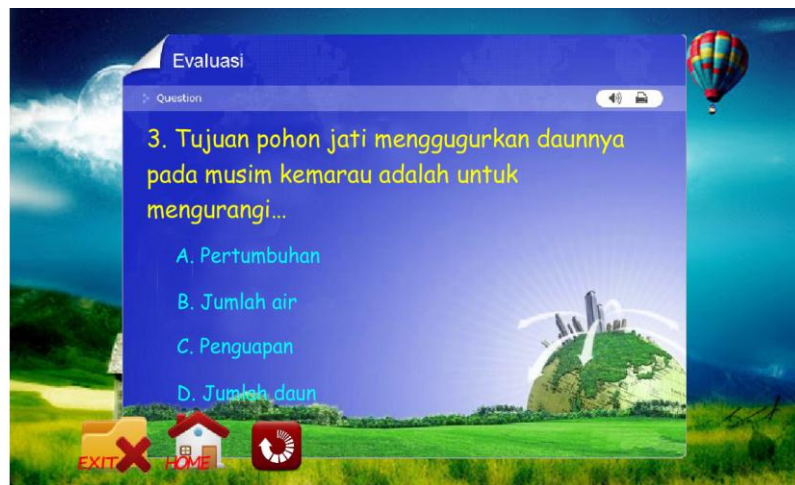 Evaluasi
Question
3. Tujuan pohon jati menggugurkan daunnya
pada musim kemarau adalah untuk
mengurangi...
A. Pertumbuhan
B. Jumlah air
C. Penguapan
D. Jumlah daun
EXIT
HOME